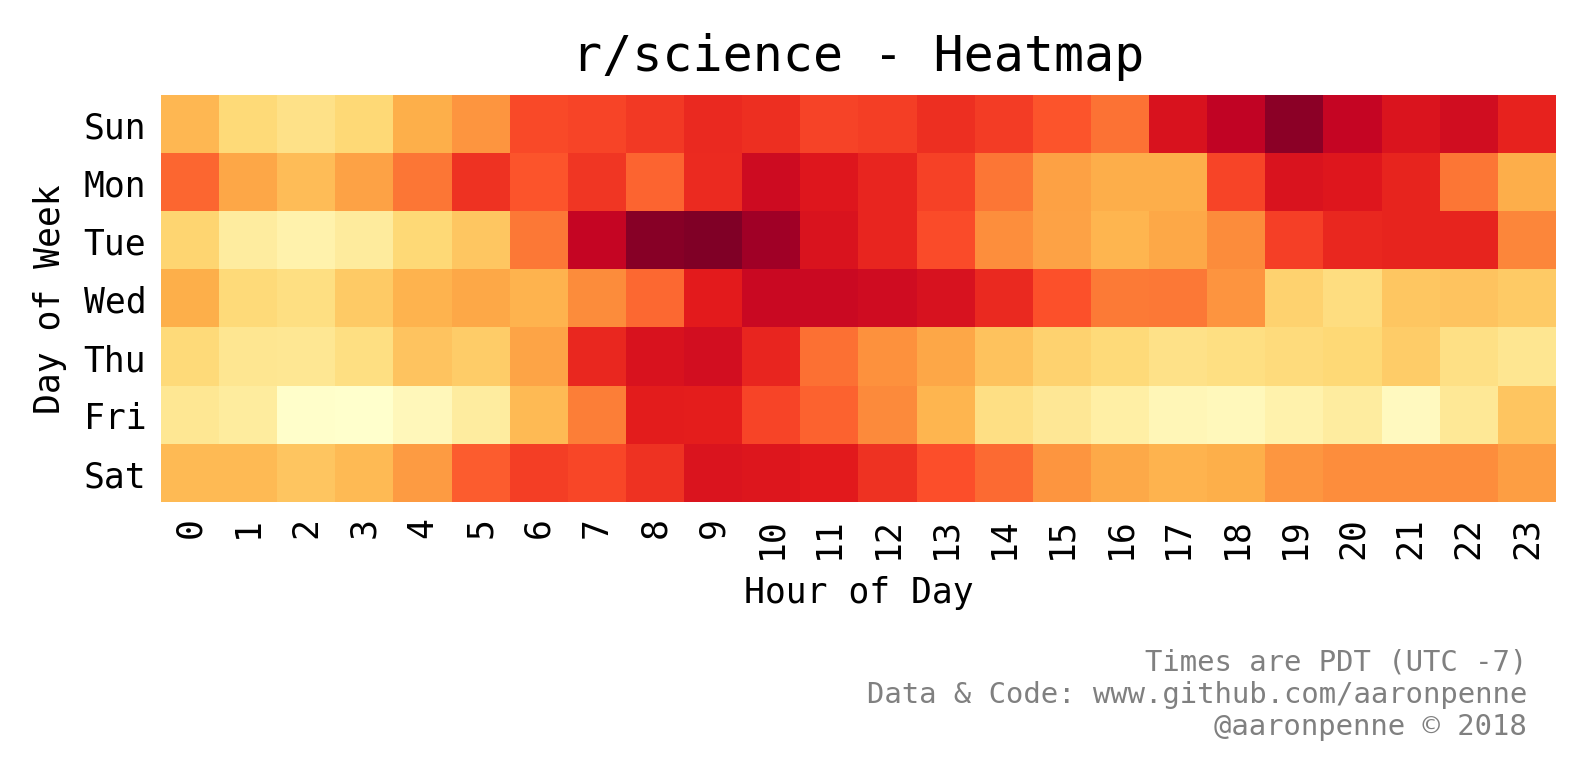 r/science - Heatmap
Day of Week
Sun
Mon
Tue
Wed
Thu
Fri
Sat
0 1 2 3 4 5 6 7 8 9 10 11 12 13 14 15 16 17 18 19 20 21 22 23
Hour of Day
Times are PDT (UTC -7)
Data & Code: www.github.com/aaronpenne
@aaronpenne © 2018